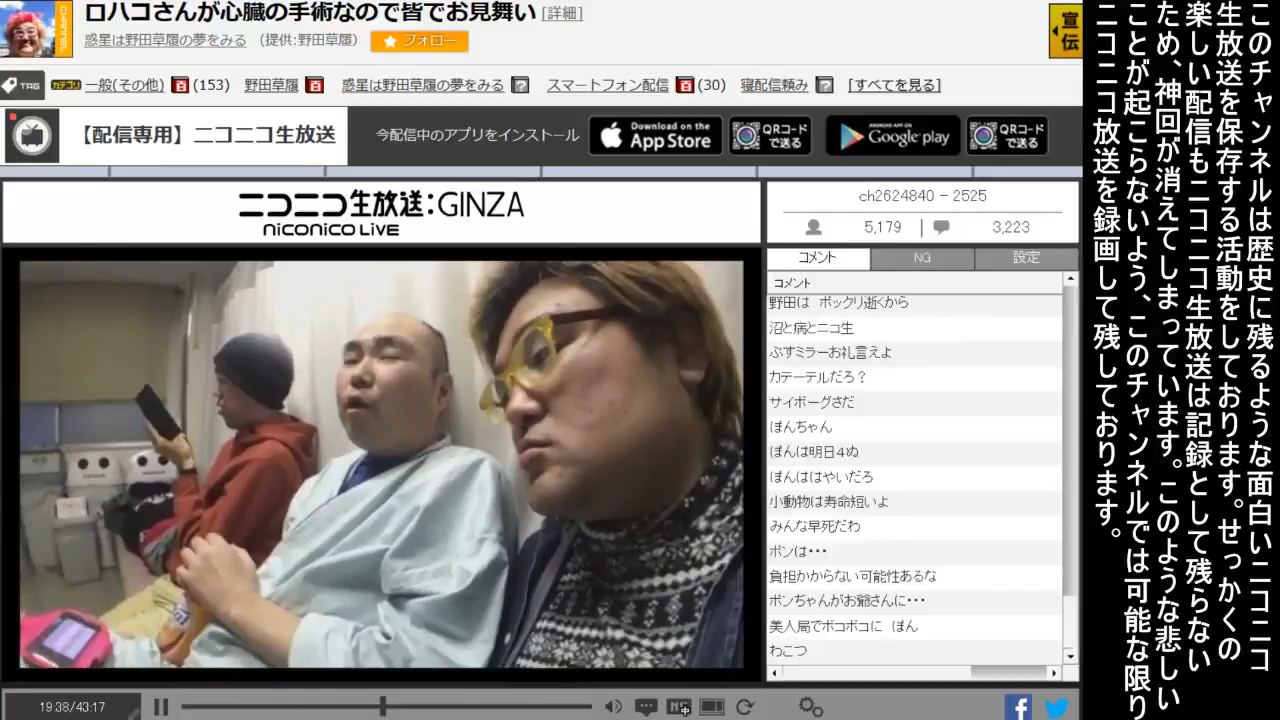 ロハコさんが心臓の手術なので皆でお見舞い [詳細]
CHANNEL
惑星は野田草履の夢をみる (提供:野田草履) ★ フォロー
宣伝
TAG カテゴリ 一般(その他) (153) 野田草履 惑星は野田草履の夢をみる ? スマートフォン配信 (30) 寝配信頼み ? [すべてを見る]
【配信専用】ニコニコ生放送
今配信中のアプリをインストール
Download on the App Store
QRコードで送る
ANDROID APP ON Google play
QRコードで送る
ニコニコ生放送:GINZA
niconico LIVE
ch2624840 - 2525
5,179 | 3,223
コメント NG 設定
コメント
野田は ポックリ逝くから
沼と病とニコ生
ぶすミラーお礼言えよ
カテーテルだろ？
サイボーグさだ
ぽんちゃん
ぽんは明日4ぬ
ぽんははやいだろ
小動物は寿命短いよ
みんな早死だわ
ポンは・・・
負担かからない可能性あるな
ポンちゃんがお爺さんに・・・
美人局でボコボコに ぽん
わこつ
19:38/43:17
このチャンネルは歴史に残るような面白いニコニコ
生放送を保存する活動をしております。せっかくの
楽しい配信もニコニコ生放送は記録として残らない
ため、神回が消えてしまっています。このような悲しい
ことが起こらないよう、このチャンネルでは可能な限り
ニコニコ放送を録画して残しております。